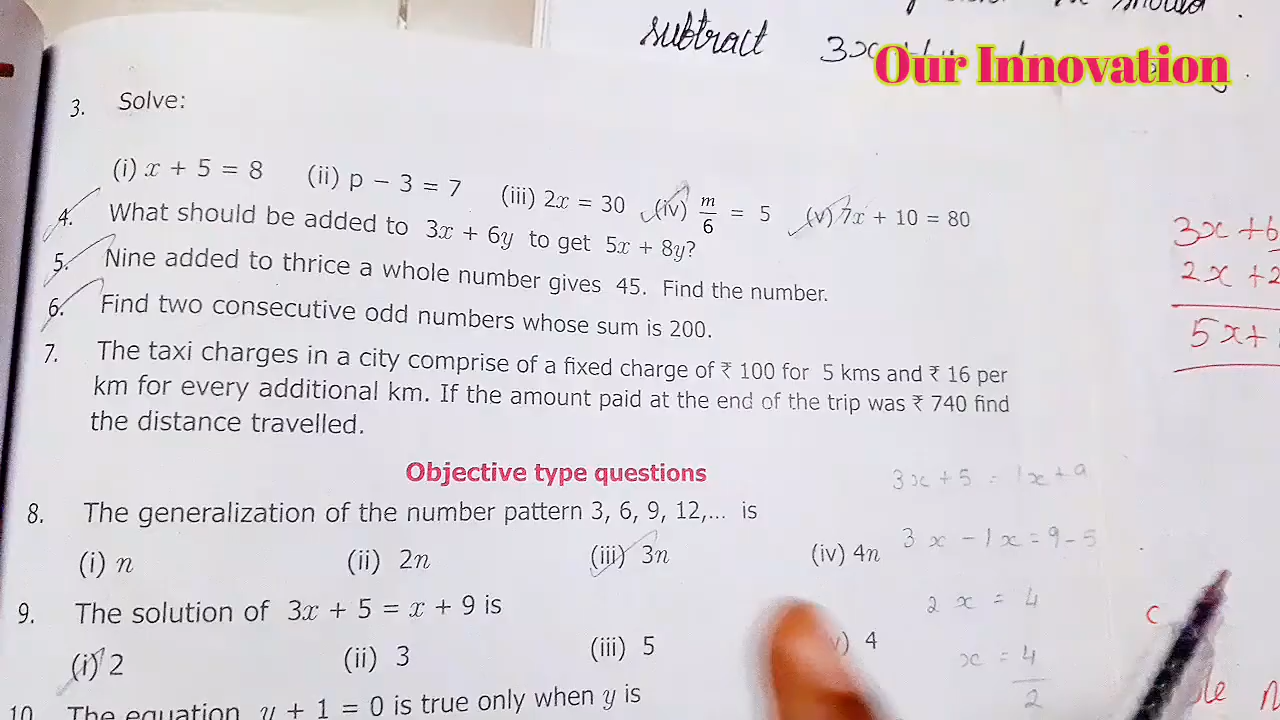 subtract 3x
Our Innovation
3. Solve:
(i) x + 5 = 8 (ii) p − 3 = 7 (iii) 2x = 30 (iv) m/6 = 5 (v) 7x + 10 = 80
4. What should be added to 3x + 6y to get 5x + 8y?
5. Nine added to thrice a whole number gives 45. Find the number.
6. Find two consecutive odd numbers whose sum is 200.
7. The taxi charges in a city comprise of a fixed charge of ₹ 100 for 5 kms and ₹ 16 per
km for every additional km. If the amount paid at the end of the trip was ₹ 740 find
the distance travelled.
3x + 6
2x + 2
5x +
Objective type questions
8. The generalization of the number pattern 3, 6, 9, 12,... is
(i) n (ii) 2n (iii) 3n (iv) 4n
9. The solution of 3x + 5 = x + 9 is
(i) 2 (ii) 3 (iii) 5 ) 4
10. The equation y + 1 = 0 is true only when y is
3x + 5 = 1x + 9
3x − 1x = 9 − 5
2x = 4
x = 4/2
c